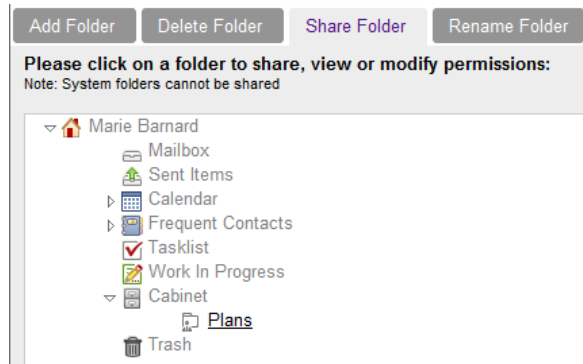 Add Folder Delete Folder Share Folder Rename Folder
Please click on a folder to share, view or modify permissions:
Note: System folders cannot be shared
Marie Barnard
Mailbox
Sent Items
Calendar
Frequent Contacts
Tasklist
Work In Progress
Cabinet
Plans
Trash